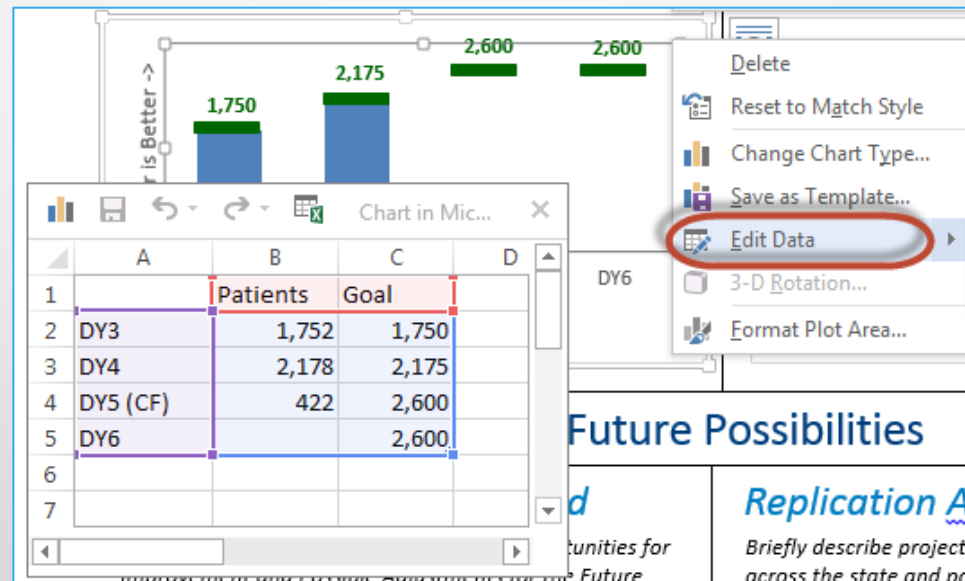 2,600 2,600
2,175
1,750
is Better ->
Delete
Reset to Match Style
Change Chart Type...
Save as Template...
Edit Data
3-D Rotation...
Format Plot Area...
DY6
Chart in Mic...
A B C D
1 Patients Goal
2 DY3 1,752 1,750
3 DY4 2,178 2,175
4 DY5 (CF) 422 2,600
5 DY6 2,600
6
7
Future Possibilities
Replication
tunities for
Future
Briefly describe project
across the state and